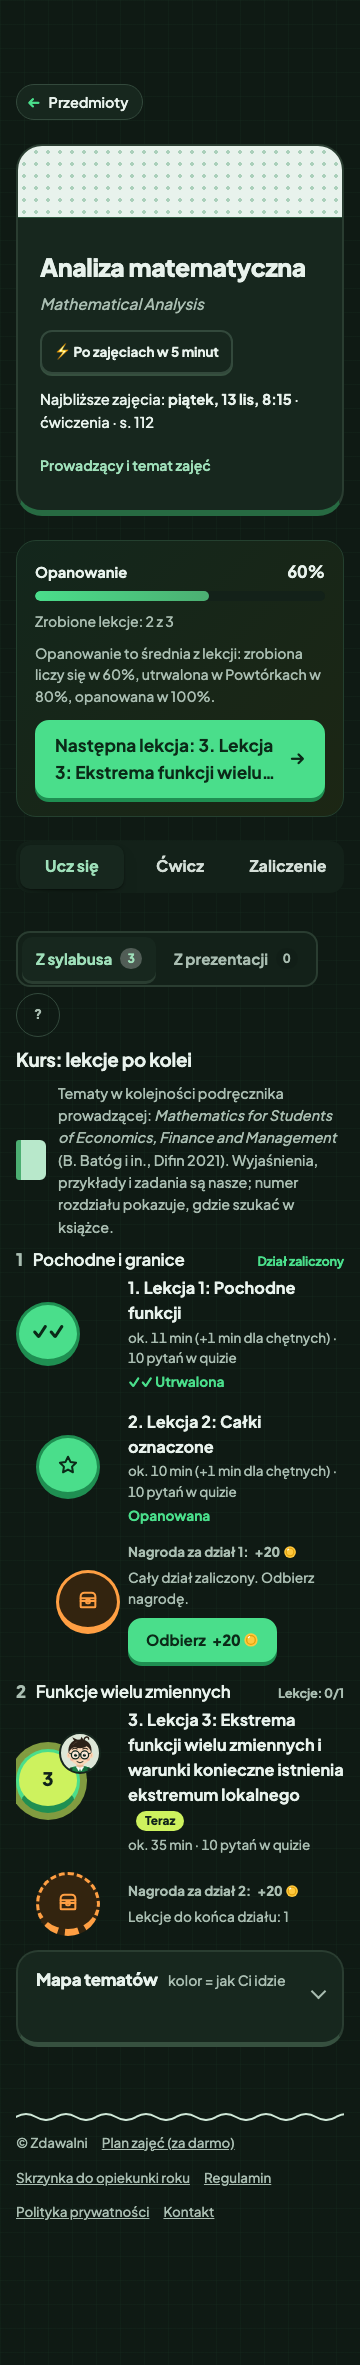 ← Przedmioty
Analiza matematyczna
Mathematical Analysis
⚡ Po zajęciach w 5 minut
Najbliższe zajęcia: piątek, 13 lis, 8:15 ·
ćwiczenia · s. 112
Prowadzący i temat zajęć
Opanowanie 60%
Zrobione lekcje: 2 z 3
Opanowanie to średnia z lekcji: zrobiona
liczy się w 60%, utrwalona w Powtórkach w
80%, opanowana w 100%.
Następna lekcja: 3. Lekcja
3: Ekstrema funkcji wielu... →
Ucz się Ćwicz Zaliczenie
Z sylabusa 3 Z prezentacji 0
?
Kurs: lekcje po kolei
Tematy w kolejności podręcznika
prowadzącej: Mathematics for Students
of Economics, Finance and Management
(B. Batóg i in., Difin 2021). Wyjaśnienia,
przykłady i zadania są nasze; numer
rozdziału pokazuje, gdzie szukać w
książce.
1 Pochodne i granice Dział zaliczony
1. Lekcja 1: Pochodne
funkcji
ok. 11 min (+1 min dla chętnych) ·
10 pytań w quizie
✓✓ Utrwalona
2. Lekcja 2: Całki
oznaczone
ok. 10 min (+1 min dla chętnych) ·
10 pytań w quizie
Opanowana
Nagroda za dział 1: +20
Cały dział zaliczony. Odbierz
nagrodę.
Odbierz +20
2 Funkcje wielu zmiennych Lekcje: 0/1
3
3. Lekcja 3: Ekstrema
funkcji wielu zmiennych i
warunki konieczne istnienia
ekstremum lokalnego
Teraz
ok. 35 min · 10 pytań w quizie
Nagroda za dział 2: +20
Lekcje do końca działu: 1
Mapa tematów kolor = jak Ci idzie
© Zdawalni Plan zajęć (za darmo)
Skrzynka do opiekunki roku Regulamin
Polityka prywatności Kontakt